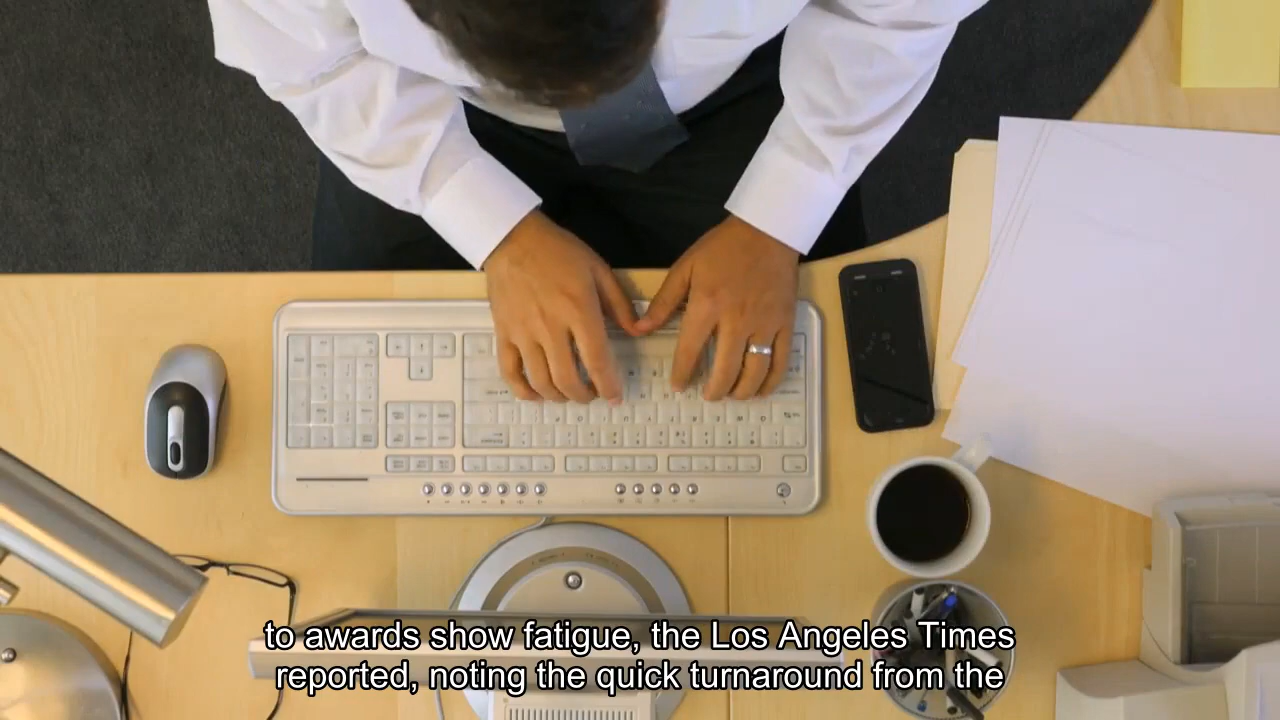 to awards show fatigue, the Los Angeles Times
reported, noting the quick turnaround from the